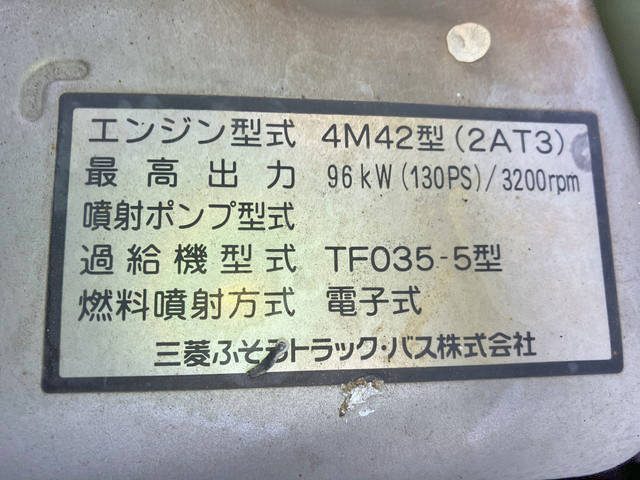 エンジン型式 4M42型(2AT3)
最高出力 96kW(130PS)/3200rpm
噴射ポンプ型式
過給機型式 TF035-5型
燃料噴射方式 電子式
三菱ふそうトラック・バス株式会社